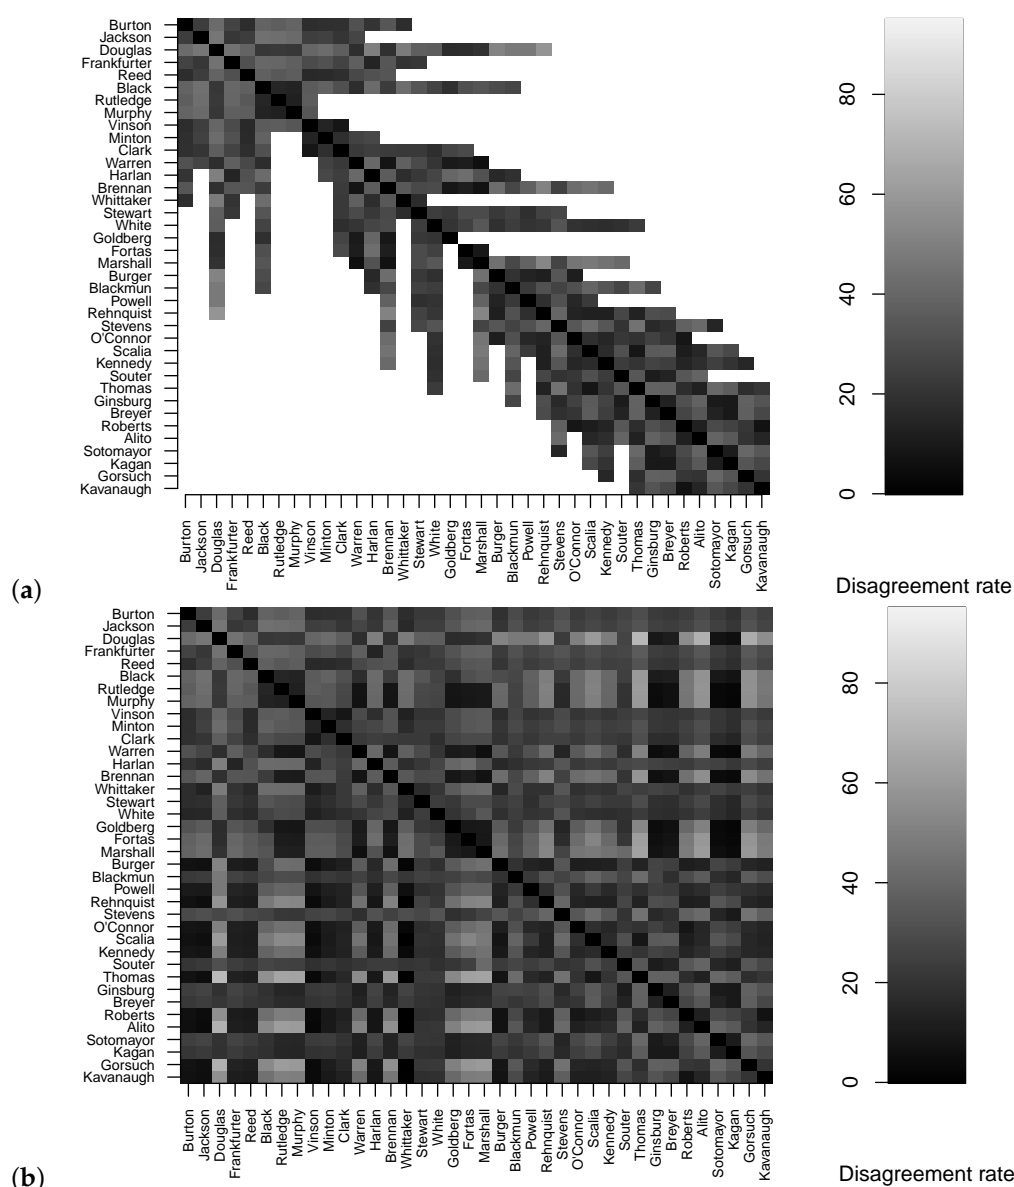 Burton
Jackson
Douglas
Frankfurter
Reed
Black
Rutledge
Murphy
Vinson
Minton
Clark
Warren
Harlan
Brennan
Whittaker
Stewart
White
Goldberg
Fortas
Marshall
Burger
Blackmun
Powell
Rehnquist
Stevens
O'Connor
Scalia
Kennedy
Souter
Thomas
Ginsburg
Breyer
Roberts
Alito
Sotomayor
Kagan
Gorsuch
Kavanaugh
Burton
Jackson
Douglas
Frankfurter
Reed
Black
Rutledge
Murphy
Vinson
Minton
Clark
Warren
Harlan
Brennan
Whittaker
Stewart
White
Goldberg
Fortas
Marshall
Burger
Blackmun
Powell
Rehnquist
Stevens
O'Connor
Scalia
Kennedy
Souter
Thomas
Ginsburg
Breyer
Roberts
Alito
Sotomayor
Kagan
Gorsuch
Kavanaugh
80
60
40
20
0
Disagreement rate
(a)
Burton
Jackson
Douglas
Frankfurter
Reed
Black
Rutledge
Murphy
Vinson
Minton
Clark
Warren
Harlan
Brennan
Whittaker
Stewart
White
Goldberg
Fortas
Marshall
Burger
Blackmun
Powell
Rehnquist
Stevens
O'Connor
Scalia
Kennedy
Souter
Thomas
Ginsburg
Breyer
Roberts
Alito
Sotomayor
Kagan
Gorsuch
Kavanaugh
Burton
Jackson
Douglas
Frankfurter
Reed
Black
Rutledge
Murphy
Vinson
Minton
Clark
Warren
Harlan
Brennan
Whittaker
Stewart
White
Goldberg
Fortas
Marshall
Burger
Blackmun
Powell
Rehnquist
Stevens
O'Connor
Scalia
Kennedy
Souter
Thomas
Ginsburg
Breyer
Roberts
Alito
Sotomayor
Kagan
Gorsuch
Kavanaugh
80
60
40
20
0
Disagreement rate
(b)